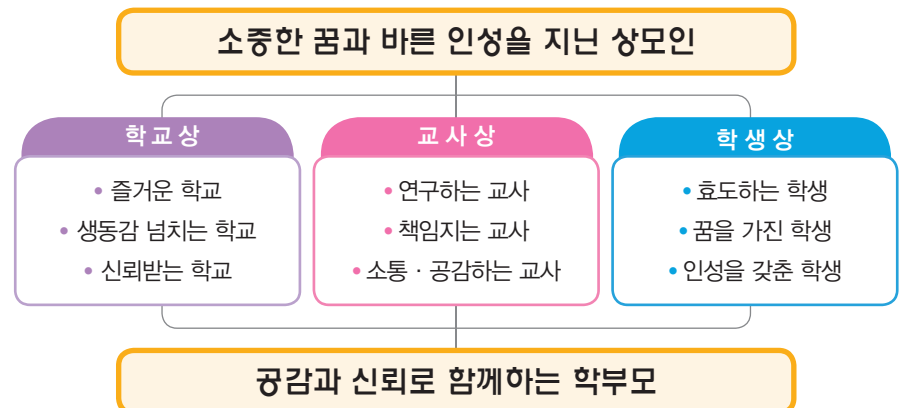 소중한 꿈과 바른 인성을 지닌 상모인
학교상
• 즐거운 학교
• 생동감 넘치는 학교
• 신뢰받는 학교
교사상
• 연구하는 교사
• 책임지는 교사
• 소통 · 공감하는 교사
학생상
• 효도하는 학생
• 꿈을 가진 학생
• 인성을 갖춘 학생
공감과 신뢰로 함께하는 학부모